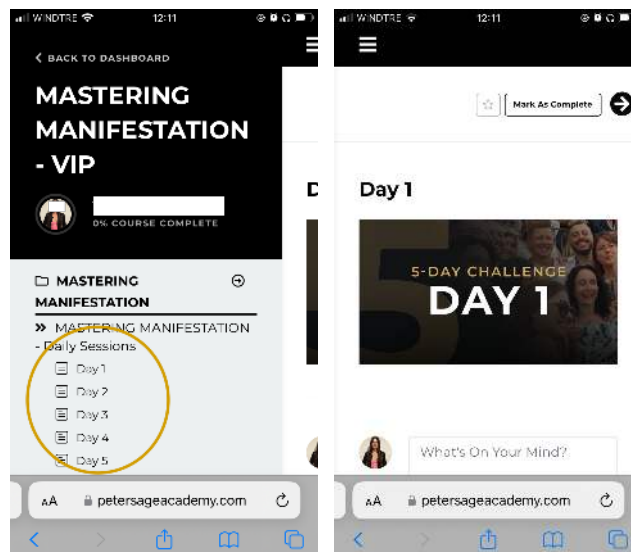 WINDTRE 12:11
BACK TO DASHBOARD
MASTERING
MANIFESTATION
- VIP
0% COURSE COMPLETE
MASTERING
MANIFESTATION
MASTERING MANIFESTATION
- Daily Sessions
Day 1
Day 2
Day 3
Day 4
Day 5
AA petersageacademy.com
WINDTRE 12:11
Mark As Complete
D
Day 1
5-DAY CHALLENGE
DAY 1
What's On Your Mind?
AA petersageacademy.com